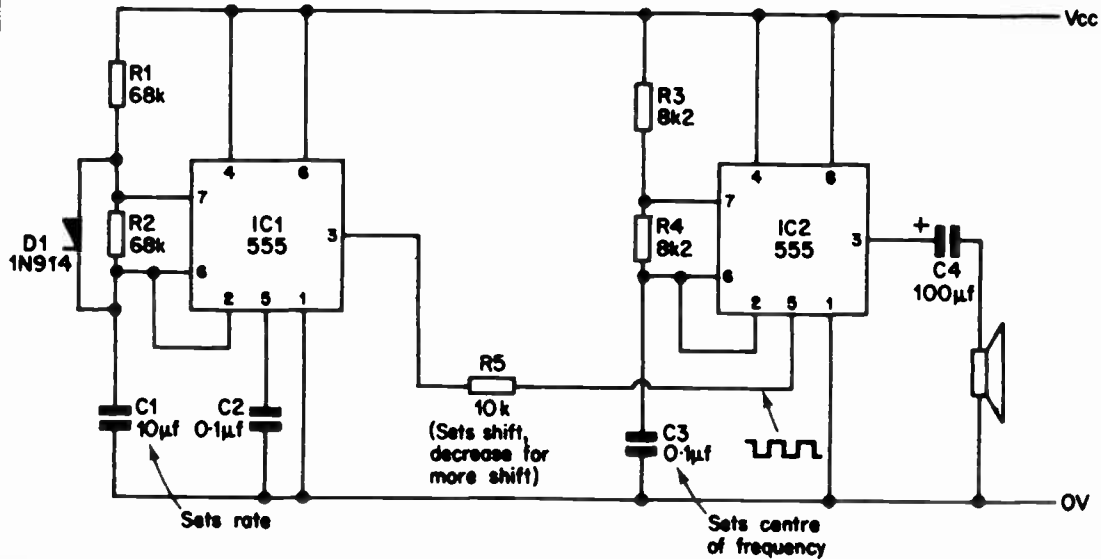 Vcc
R1
68k
R3
8k2
4
6
4
6
7
IC1
555
3
R2
68k
D1
1N914
6
2
5
1
7
IC2
555
3
R4
8k2
6
2
5
1
+
C4
100µf
R5
10k
(Sets shift,
decrease for
more shift)
C1
10µf
C2
0·1µf
C3
0·1µf
0V
Sets rate
Sets centre
of frequency